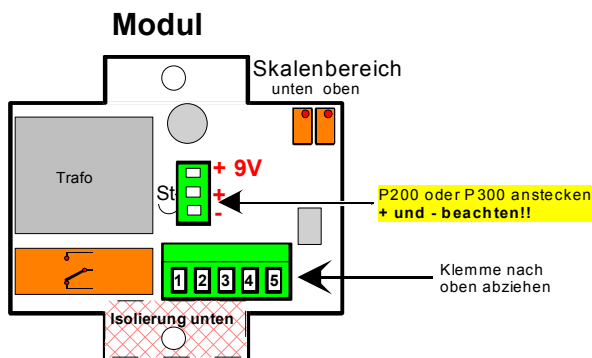 Modul
Skalenbereich
unten oben
Trafo
+ 9V
St
+
-
P200 oder P300 anstecken
+ und - beachten!!
1 2 3 4 5
Klemme nach
oben abziehen
Isolierung unten